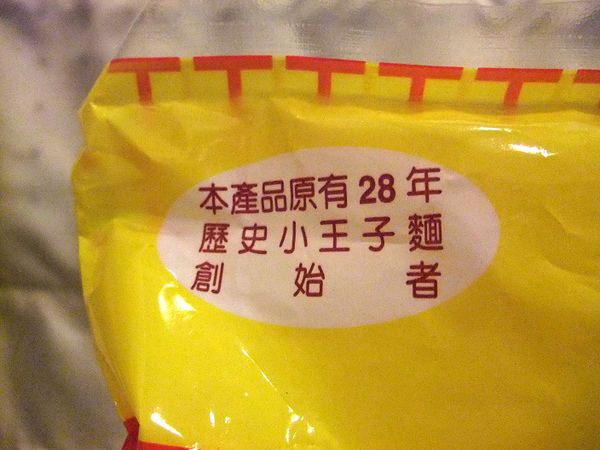 本產品原有28年
歷史小王子麵
創始者